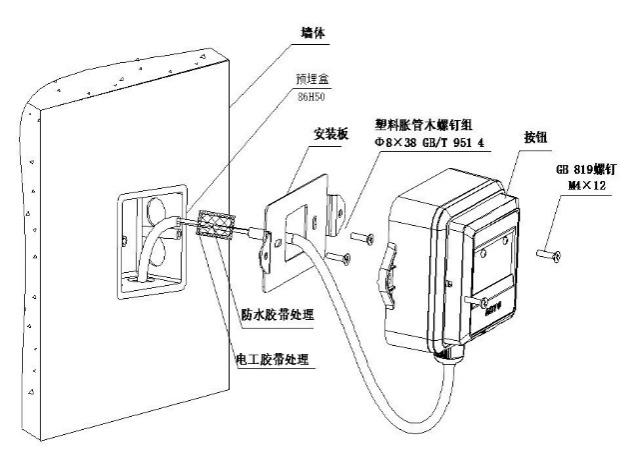 墙体
预埋盒
86H50
安装板
塑料胀管木螺钉组
Φ8×38 GB/T 951 4
按钮
GB 819螺钉
M4×12
防水胶带处理
电工胶带处理